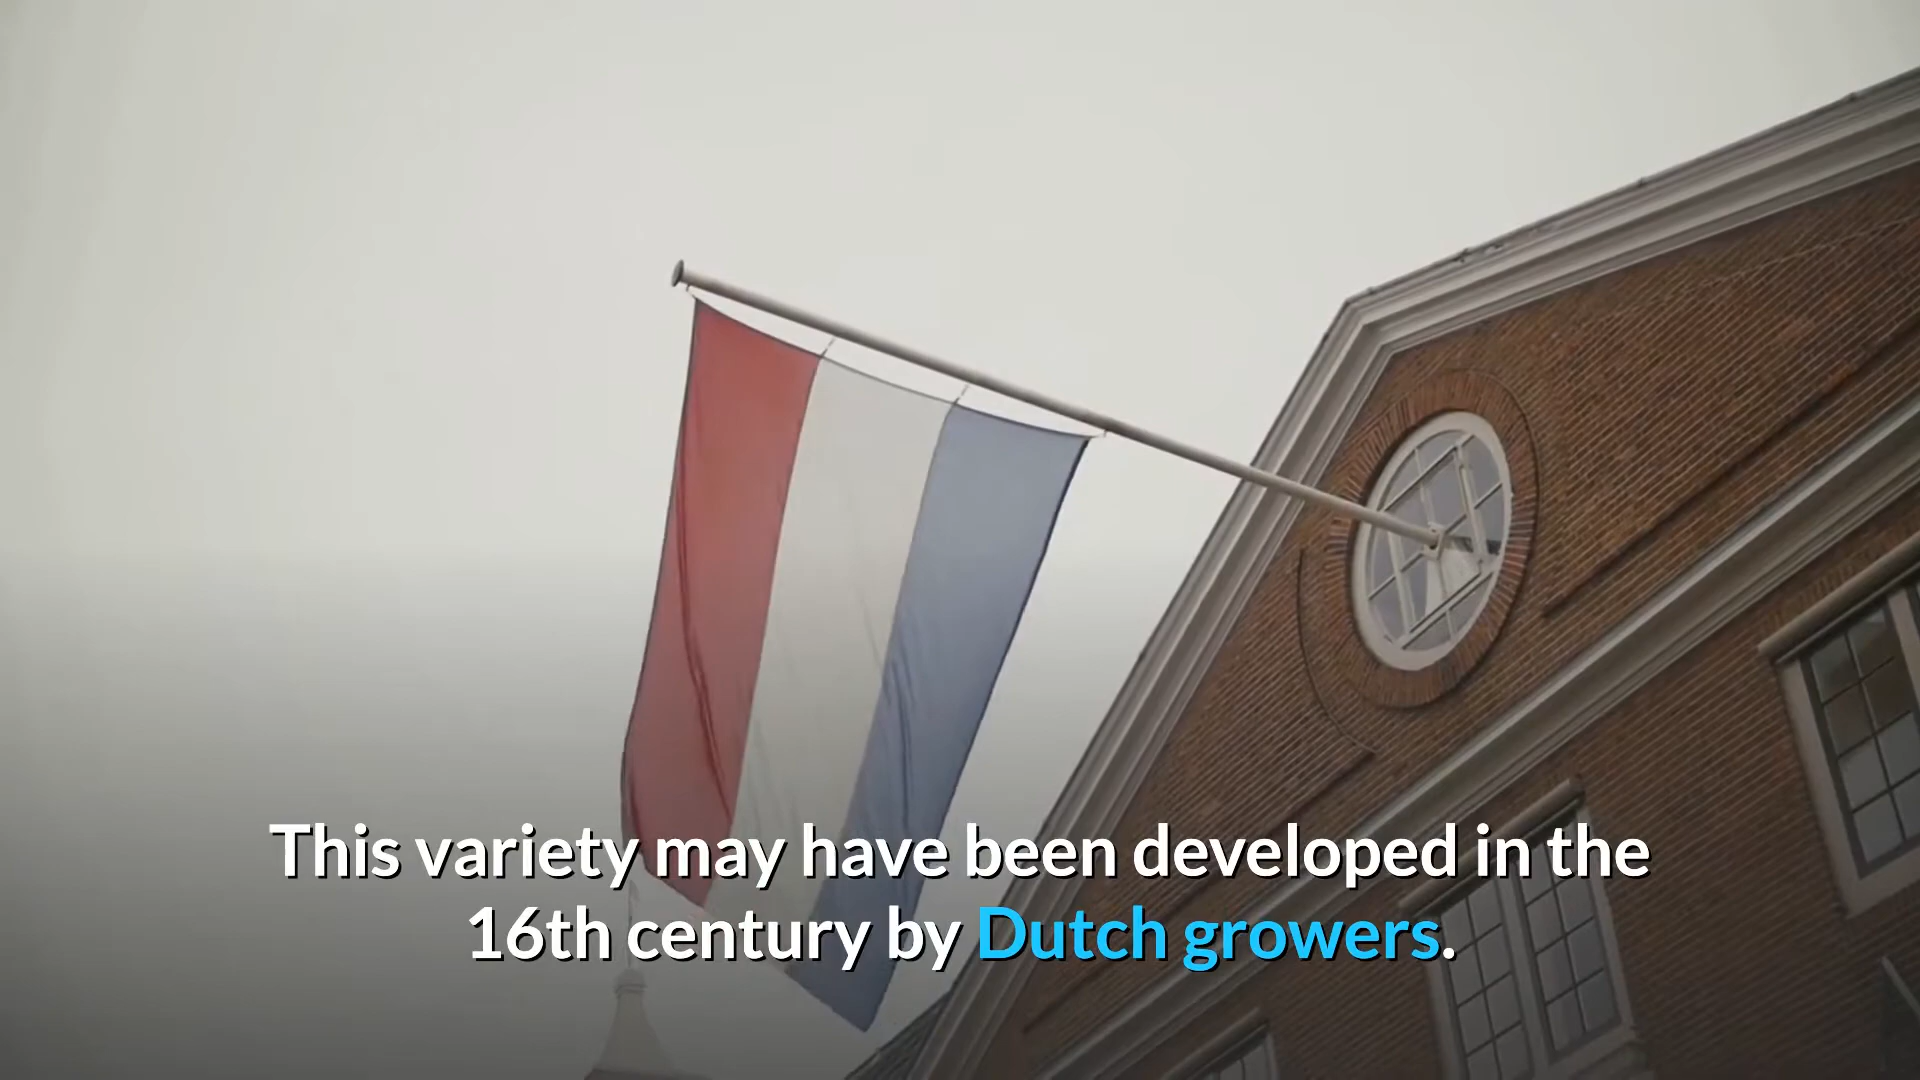 This variety may have been developed in the
16th century by Dutch growers.